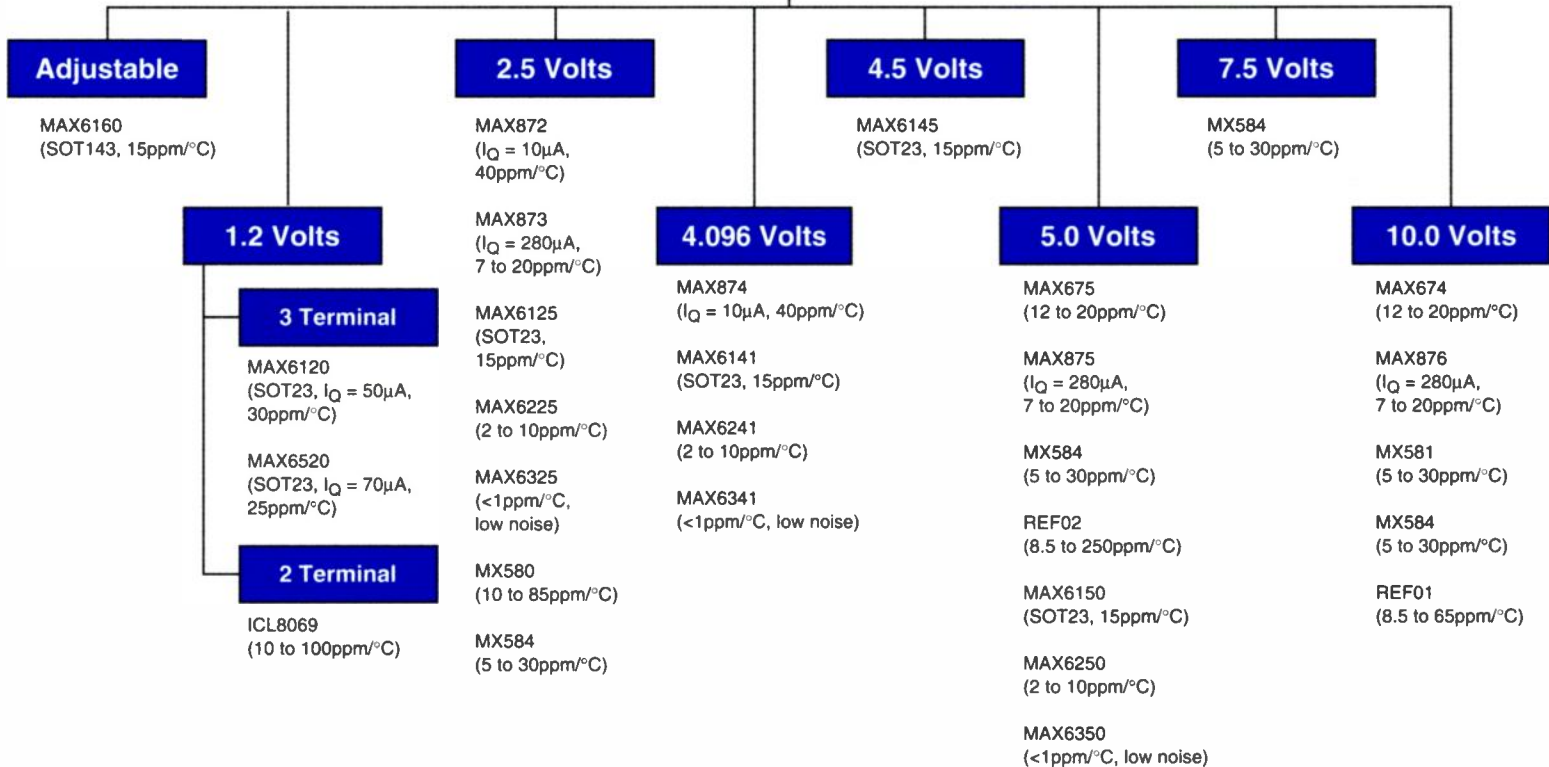 Adjustable
MAX6160
(SOT143, 15ppm/°C)
1.2 Volts
3 Terminal
MAX6120
(SOT23, IQ = 50µA,
30ppm/°C)
MAX6520
(SOT23, IQ = 70µA,
25ppm/°C)
2 Terminal
ICL8069
(10 to 100ppm/°C)
2.5 Volts
MAX872
(IQ = 10µA,
40ppm/°C)
MAX873
(IQ = 280µA,
7 to 20ppm/°C)
MAX6125
(SOT23,
15ppm/°C)
MAX6225
(2 to 10ppm/°C)
MAX6325
(<1ppm/°C,
low noise)
MX580
(10 to 85ppm/°C)
MX584
(5 to 30ppm/°C)
4.096 Volts
MAX874
(IQ = 10µA, 40ppm/°C)
MAX6141
(SOT23, 15ppm/°C)
MAX6241
(2 to 10ppm/°C)
MAX6341
(<1ppm/°C, low noise)
4.5 Volts
MAX6145
(SOT23, 15ppm/°C)
5.0 Volts
MAX675
(12 to 20ppm/°C)
MAX875
(IQ = 280µA,
7 to 20ppm/°C)
MX584
(5 to 30ppm/°C)
REF02
(8.5 to 250ppm/°C)
MAX6150
(SOT23, 15ppm/°C)
MAX6250
(2 to 10ppm/°C)
MAX6350
(<1ppm/°C, low noise)
7.5 Volts
MX584
(5 to 30ppm/°C)
10.0 Volts
MAX674
(12 to 20ppm/°C)
MAX876
(IQ = 280µA,
7 to 20ppm/°C)
MX581
(5 to 30ppm/°C)
MX584
(5 to 30ppm/°C)
REF01
(8.5 to 65ppm/°C)